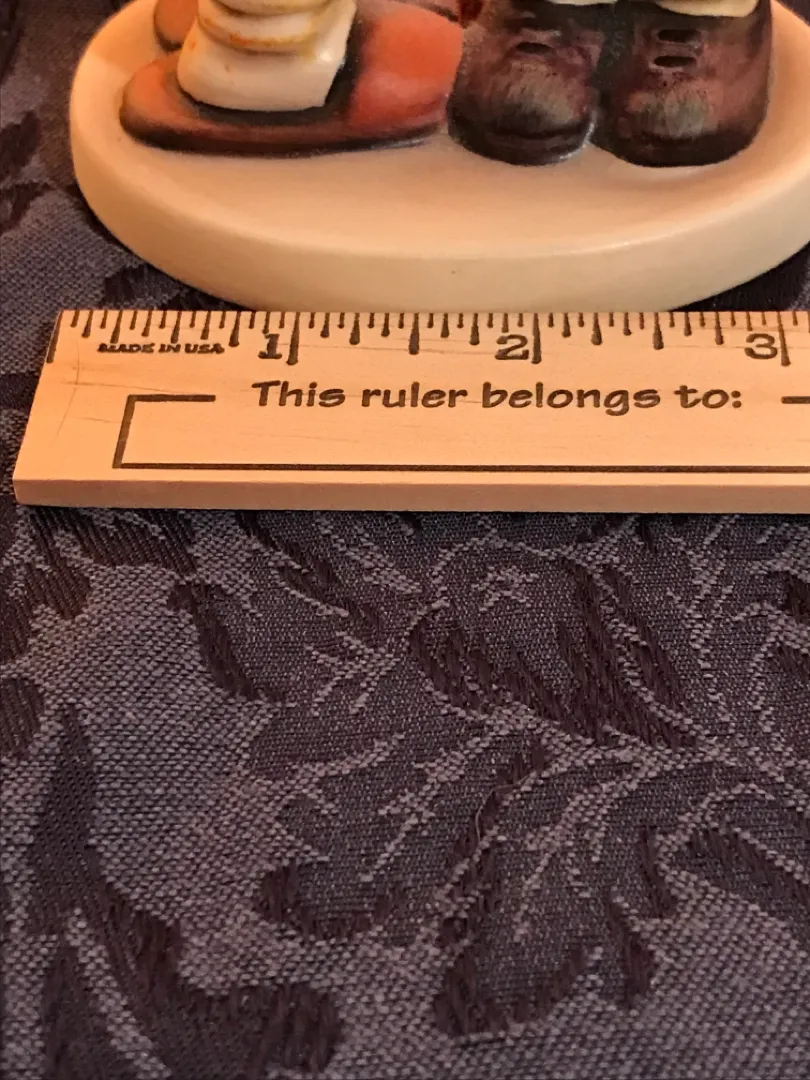 1 2 3
MADE IN USA
This ruler belongs to: